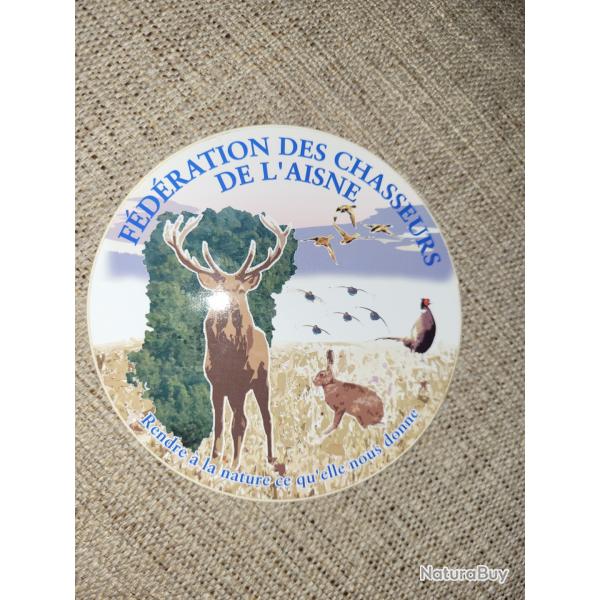 FÉDÉRATION DES CHASSEURS
DE L'AISNE
Rendre à la nature ce qu'elle nous donne
NaturaBuy